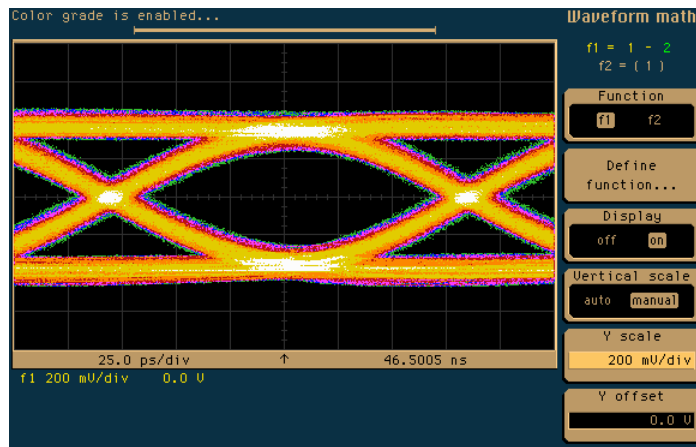 Color grade is enabled...
Waveform math
f1 = 1 - 2
f2 = ( 1 )
Function
f1 f2
Define
function...
Display
off on
Vertical scale
auto manual
Y scale
200 mV/div
Y offset
0.0 V
25.0 ps/div ↑ 46.5005 ns
f1 200 mV/div 0.0 V